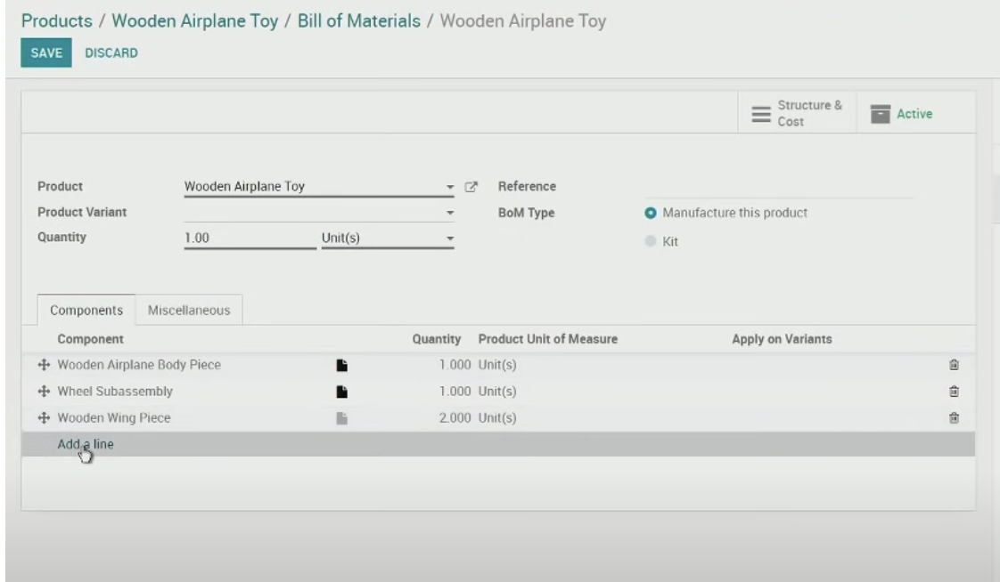 Products / Wooden Airplane Toy / Bill of Materials / Wooden Airplane Toy
SAVE DISCARD
Structure & Cost
Active
Product Wooden Airplane Toy
Reference
Product Variant
BoM Type Manufacture this product
Quantity 1.00 Unit(s)
Kit
Components Miscellaneous
Component Quantity Product Unit of Measure Apply on Variants
Wooden Airplane Body Piece 1.000 Unit(s)
Wheel Subassembly 1.000 Unit(s)
Wooden Wing Piece 2.000 Unit(s)
Add a line